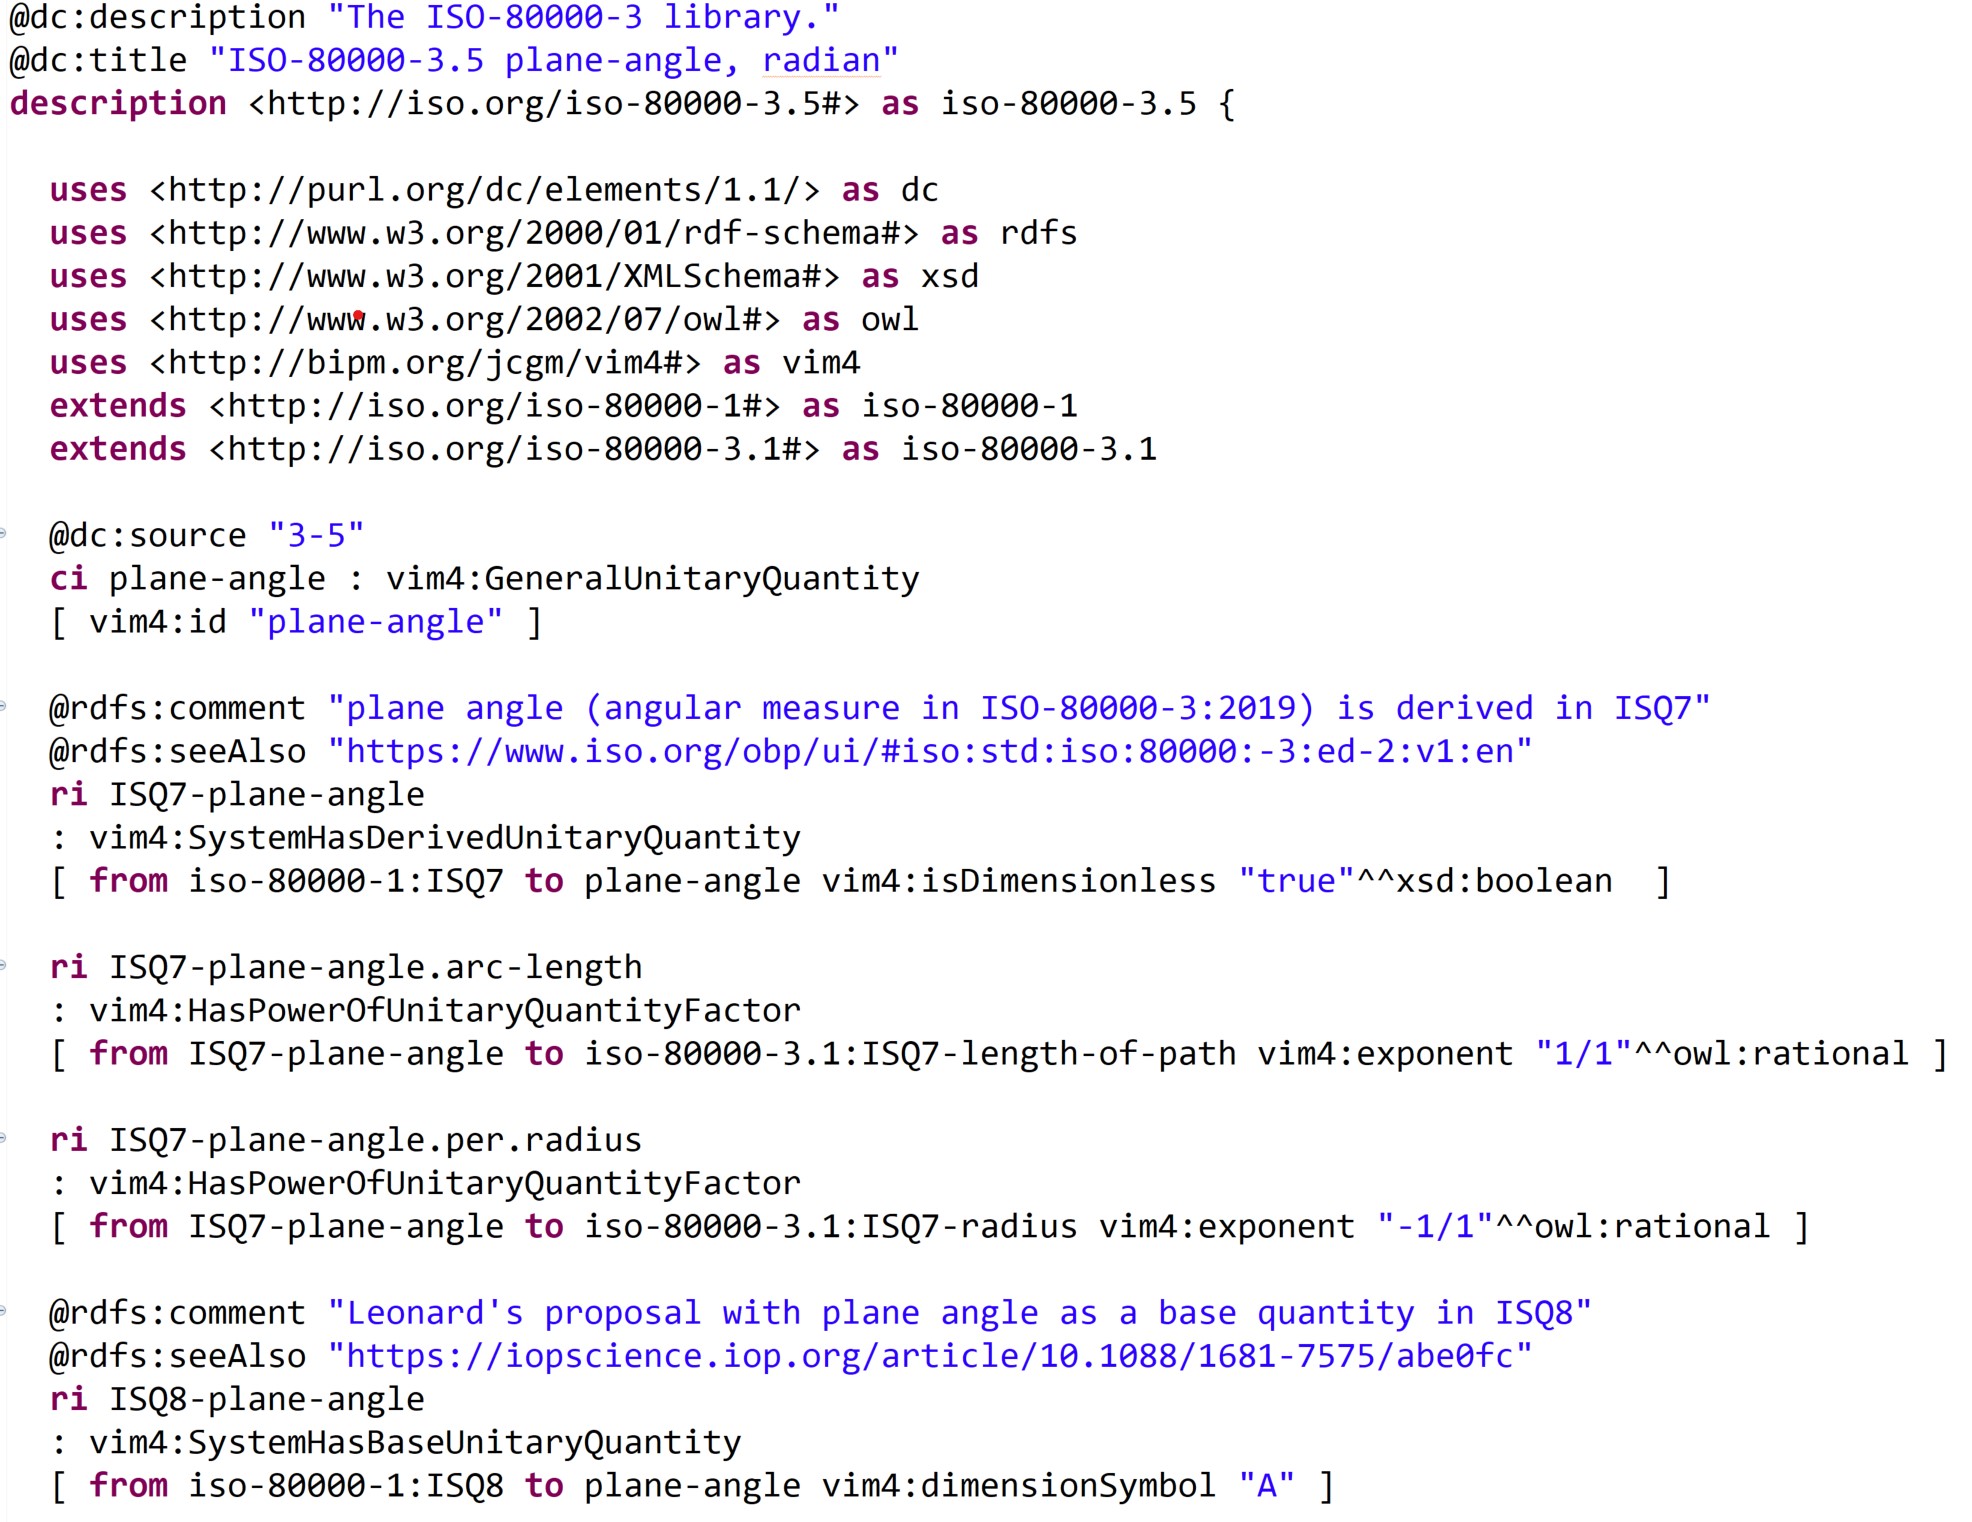 @dc:description "The ISO-80000-3 library."
@dc:title "ISO-80000-3.5 plane-angle, radian"
description <http://iso.org/iso-80000-3.5#> as iso-80000-3.5 {
uses <http://purl.org/dc/elements/1.1/> as dc
uses <http://www.w3.org/2000/01/rdf-schema#> as rdfs
uses <http://www.w3.org/2001/XMLSchema#> as xsd
uses <http://www.w3.org/2002/07/owl#> as owl
uses <http://bipm.org/jcgm/vim4#> as vim4
extends <http://iso.org/iso-80000-1#> as iso-80000-1
extends <http://iso.org/iso-80000-3.1#> as iso-80000-3.1
@dc:source "3-5"
ci plane-angle : vim4:GeneralUnitaryQuantity
[ vim4:id "plane-angle" ]
@rdfs:comment "plane angle (angular measure in ISO-80000-3:2019) is derived in ISQ7"
@rdfs:seeAlso "https://www.iso.org/obp/ui/#iso:std:iso:80000:-3:ed-2:v1:en"
ri ISQ7-plane-angle
: vim4:SystemHasDerivedUnitaryQuantity
[ from iso-80000-1:ISQ7 to plane-angle vim4:isDimensionless "true"^^xsd:boolean  ]
ri ISQ7-plane-angle.arc-length
: vim4:HasPowerOfUnitaryQuantityFactor
[ from ISQ7-plane-angle to iso-80000-3.1:ISQ7-length-of-path vim4:exponent "1/1"^^owl:rational ]
ri ISQ7-plane-angle.per.radius
: vim4:HasPowerOfUnitaryQuantityFactor
[ from ISQ7-plane-angle to iso-80000-3.1:ISQ7-radius vim4:exponent "-1/1"^^owl:rational ]
@rdfs:comment "Leonard's proposal with plane angle as a base quantity in ISQ8"
@rdfs:seeAlso "https://iopscience.iop.org/article/10.1088/1681-7575/abe0fc"
ri ISQ8-plane-angle
: vim4:SystemHasBaseUnitaryQuantity
[ from iso-80000-1:ISQ8 to plane-angle vim4:dimensionSymbol "A" ]